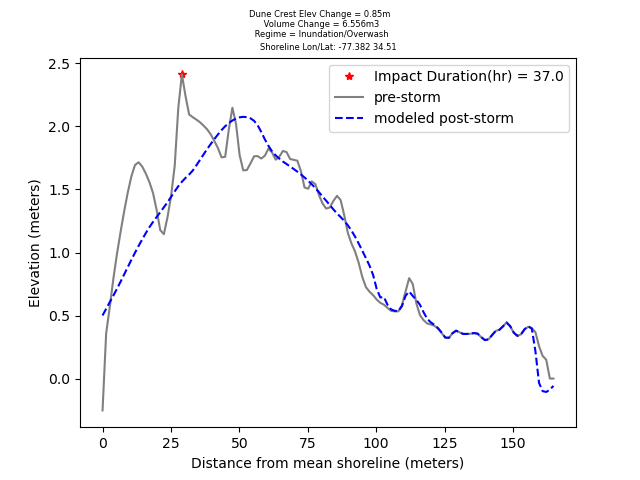 Dune Crest Elev Change = 0.85m
Volume Change = 6.556m3
Regime = Inundation/Overwash
Shoreline Lon/Lat: -77.382 34.51
Impact Duration(hr) = 37.0
pre-storm
modeled post-storm
Elevation (meters)
2.5
2.0
1.5
1.0
0.5
0.0
0 25 50 75 100 125 150
Distance from mean shoreline (meters)